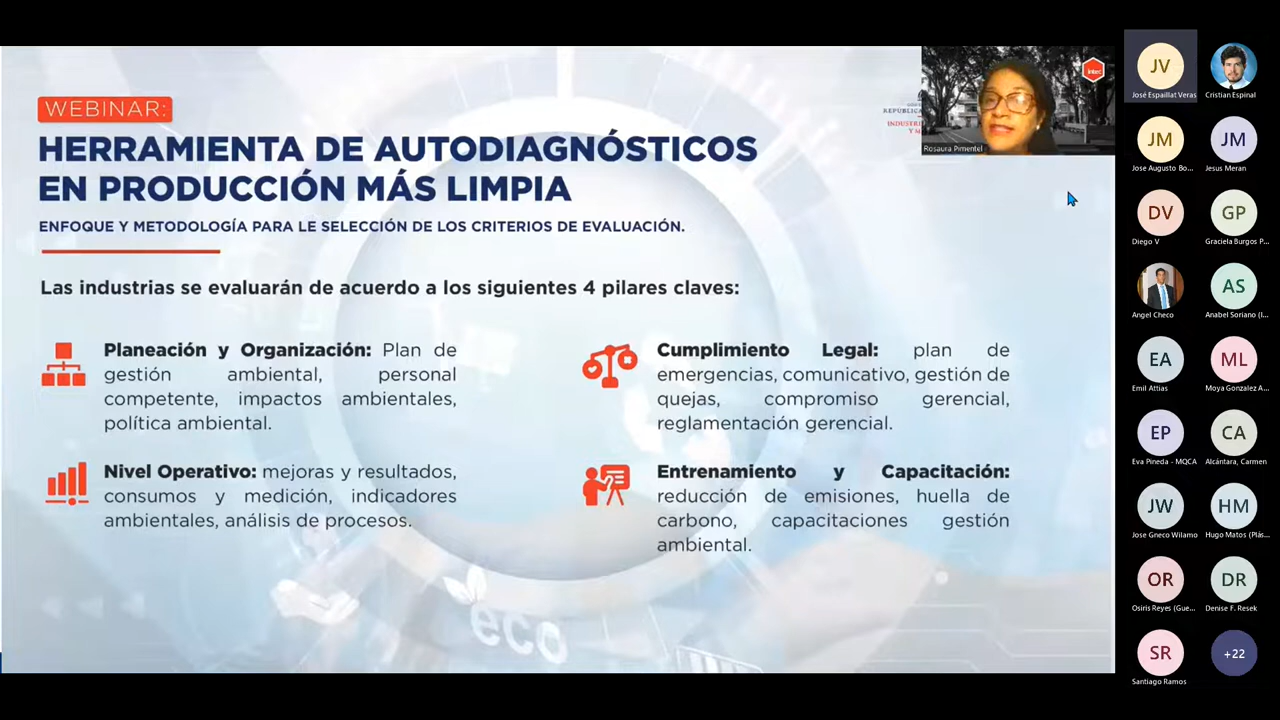 WEBINAR:
HERRAMIENTA DE AUTODIAGNÓSTICOS
EN PRODUCCIÓN MÁS LIMPIA
ENFOQUE Y METODOLOGÍA PARA LE SELECCIÓN DE LOS CRITERIOS DE EVALUACIÓN.
Las industrias se evaluarán de acuerdo a los siguientes 4 pilares claves:
Planeación y Organización: Plan de
gestión ambiental, personal
competente, impactos ambientales,
política ambiental.
Cumplimiento Legal: plan de
emergencias, comunicativo, gestión de
quejas, compromiso gerencial,
reglamentación gerencial.
Nivel Operativo: mejoras y resultados,
consumos y medición, indicadores
ambientales, análisis de procesos.
Entrenamiento y Capacitación:
reducción de emisiones, huella de
carbono, capacitaciones gestión
ambiental.
eco
intec
Rosaura Pimentel
JV
José Espaillat Veras
Cristian Espinal
JM
Jose Augusto Bo...
JM
Jesus Meran
DV
Diego V
GP
Graciela Burgos P...
Angel Checo
AS
Anabel Soriano (I...
EA
Emil Attias
ML
Moya Gonzalez A...
EP
Eva Pineda - MQCA
CA
Alcántara, Carmen
JW
Jose Gneco Wilamo
HM
Hugo Matos (Plás...
OR
Osiris Reyes (Gue...
DR
Denise F. Resek
SR
Santiago Ramos
+22